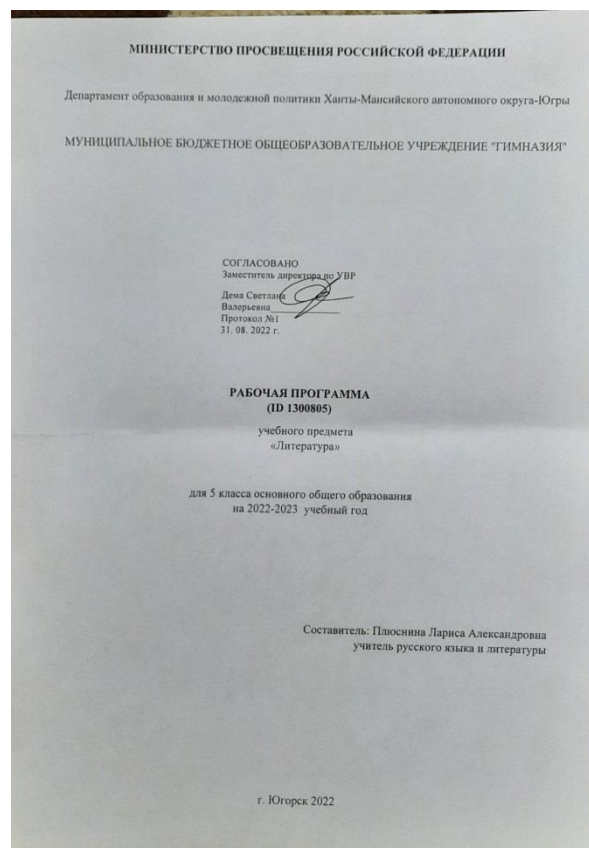 МИНИСТЕРСТВО ПРОСВЕЩЕНИЯ РОССИЙСКОЙ ФЕДЕРАЦИИ
Департамент образования и молодежной политики Ханты-Мансийского автономного округа-Югры
МУНИЦИПАЛЬНОЕ БЮДЖЕТНОЕ ОБЩЕОБРАЗОВАТЕЛЬНОЕ УЧРЕЖДЕНИЕ "ГИМНАЗИЯ"
СОГЛАСОВАНО
Заместитель директора по УВР
Дема Светлана
Валерьевна
Протокол №1
31. 08. 2022 г.
РАБОЧАЯ ПРОГРАММА
(ID 1300805)
учебного предмета
«Литература»
для 5 класса основного общего образования
на 2022-2023 учебный год
Составитель: Плюснина Лариса Александровна
учитель русского языка и литературы
г. Югорск 2022